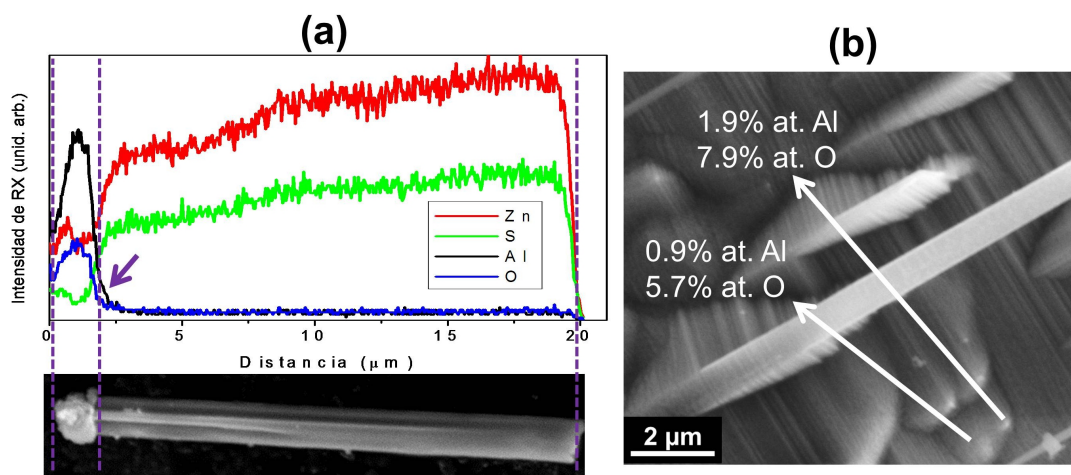 (a)
Intensidad de RX (unid. arb.)
Zn
S
Al
O
0 5 10 15 20
Distancia (μm)
(b)
1.9% at. Al
7.9% at. O
0.9% at. Al
5.7% at. O
2 μm